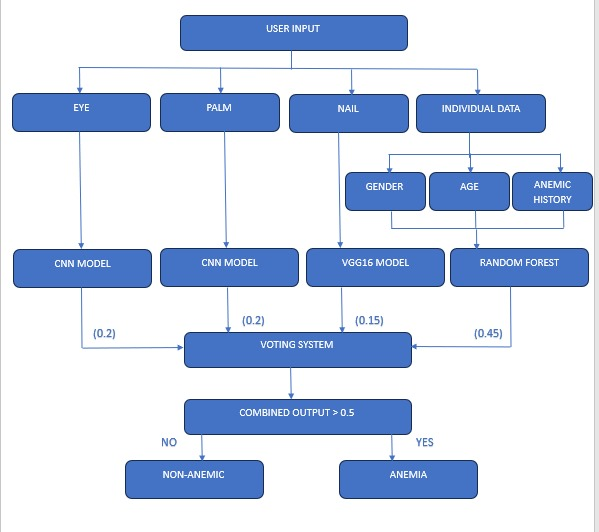 USER INPUT
EYE
PALM
NAIL
INDIVIDUAL DATA
GENDER
AGE
ANEMIC
HISTORY
CNN MODEL
CNN MODEL
VGG16 MODEL
RANDOM FOREST
(0.2)
(0.2)
(0.15)
(0.45)
VOTING SYSTEM
COMBINED OUTPUT > 0.5
NO
YES
NON-ANEMIC
ANEMIA